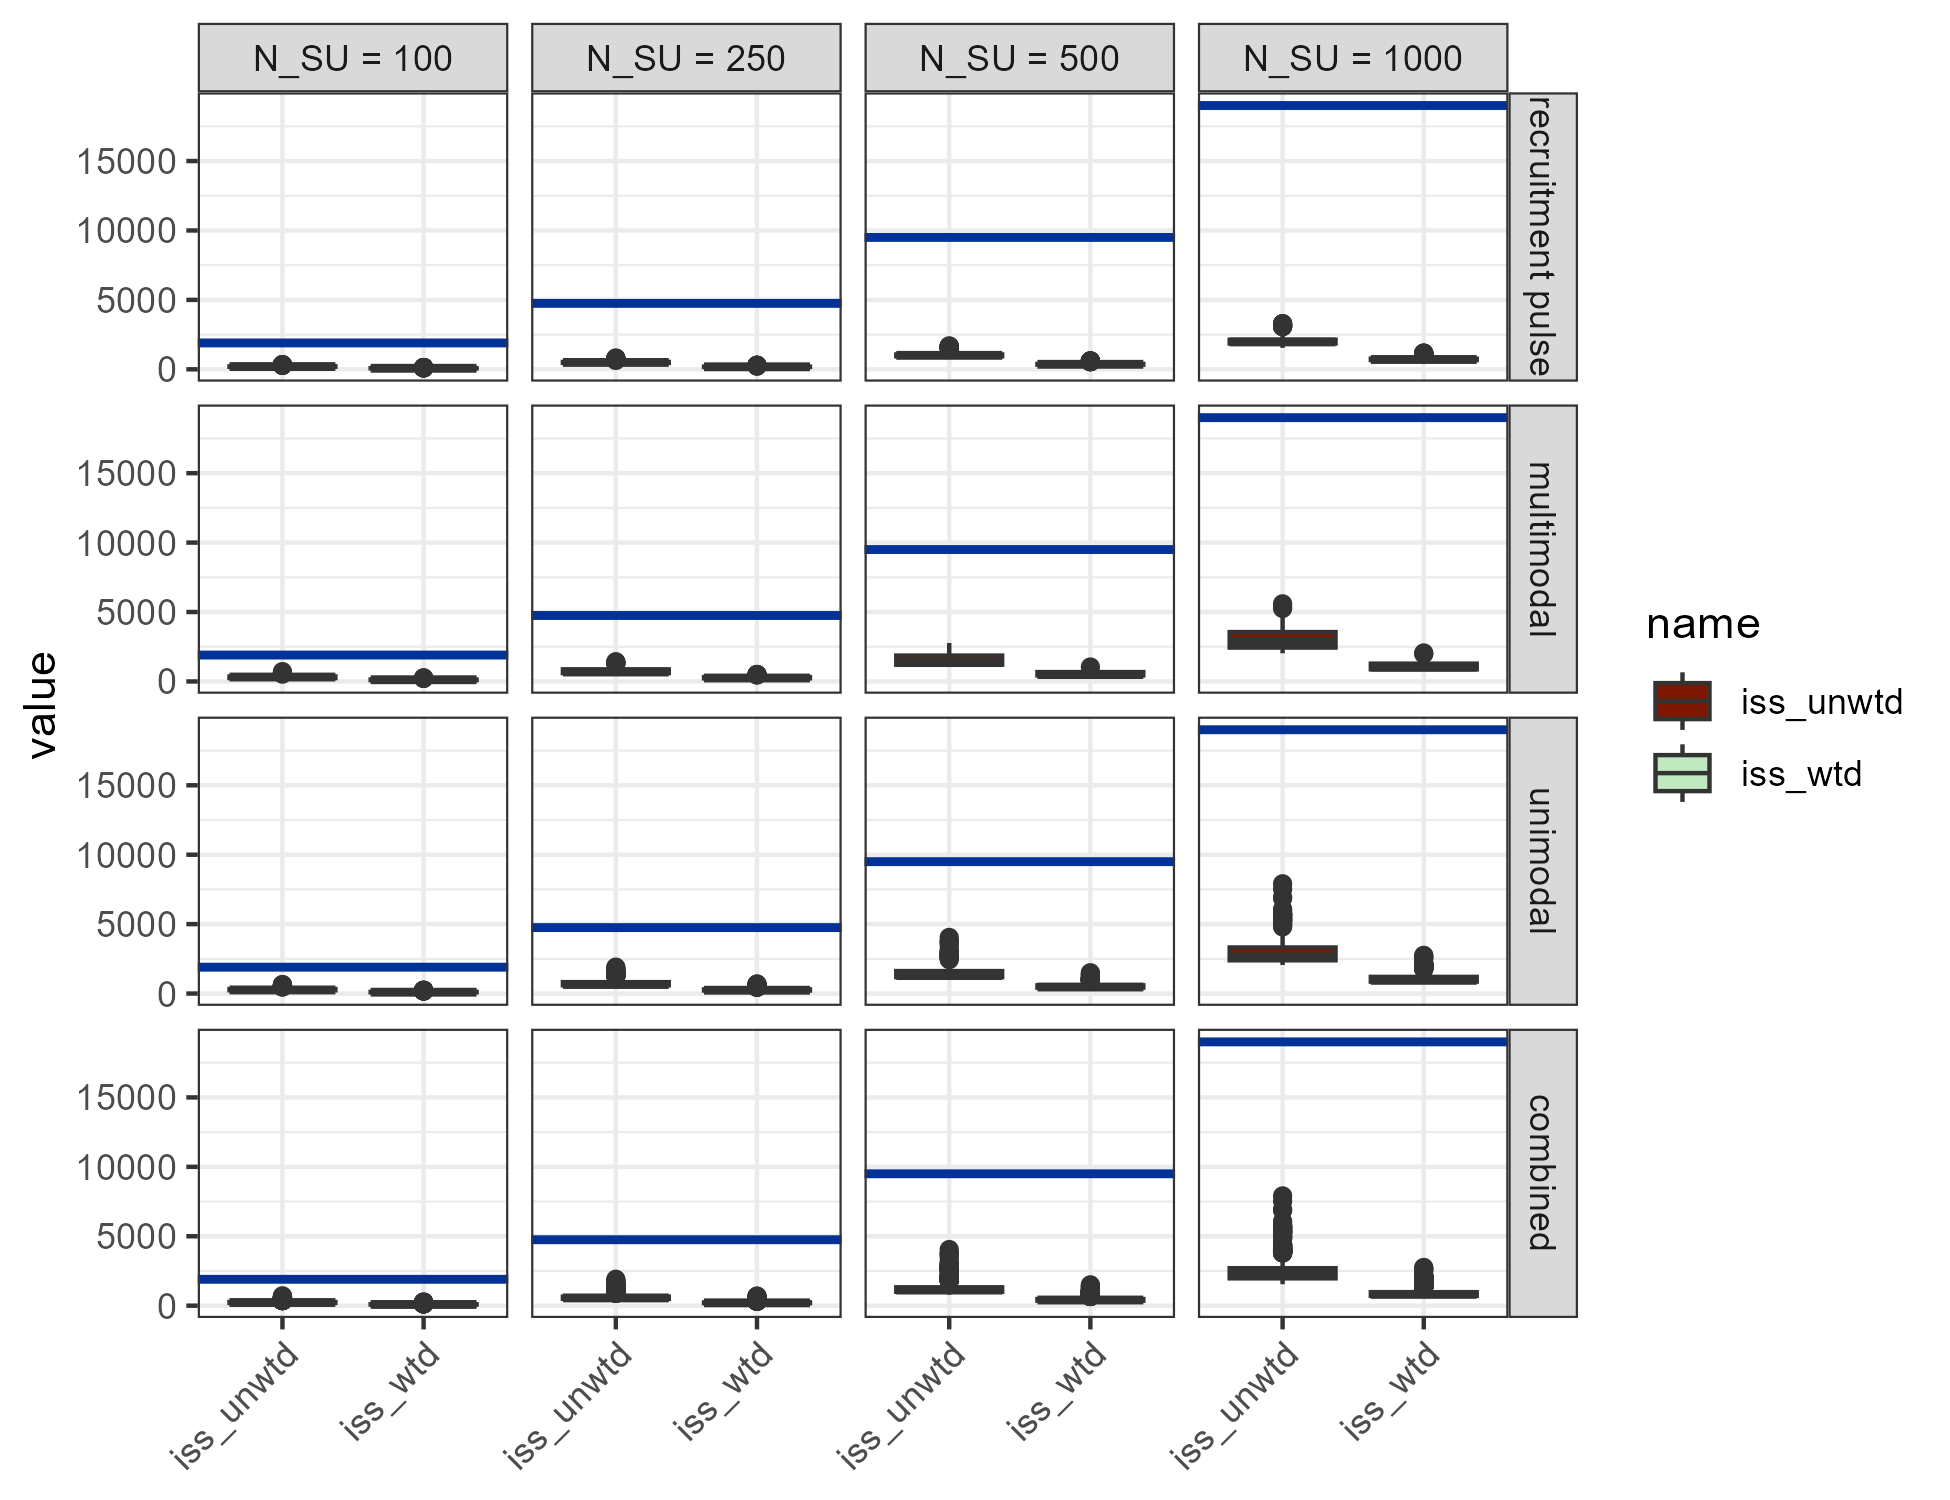 N_SU = 100
N_SU = 250
N_SU = 500
N_SU = 1000
15000
10000
5000
0
recruitment pulse
15000
10000
5000
0
multimodal
15000
10000
5000
0
unimodal
15000
10000
5000
0
combined
value
iss_unwtd
iss_wtd
iss_unwtd
iss_wtd
iss_unwtd
iss_wtd
iss_unwtd
iss_wtd
name
iss_unwtd
iss_wtd